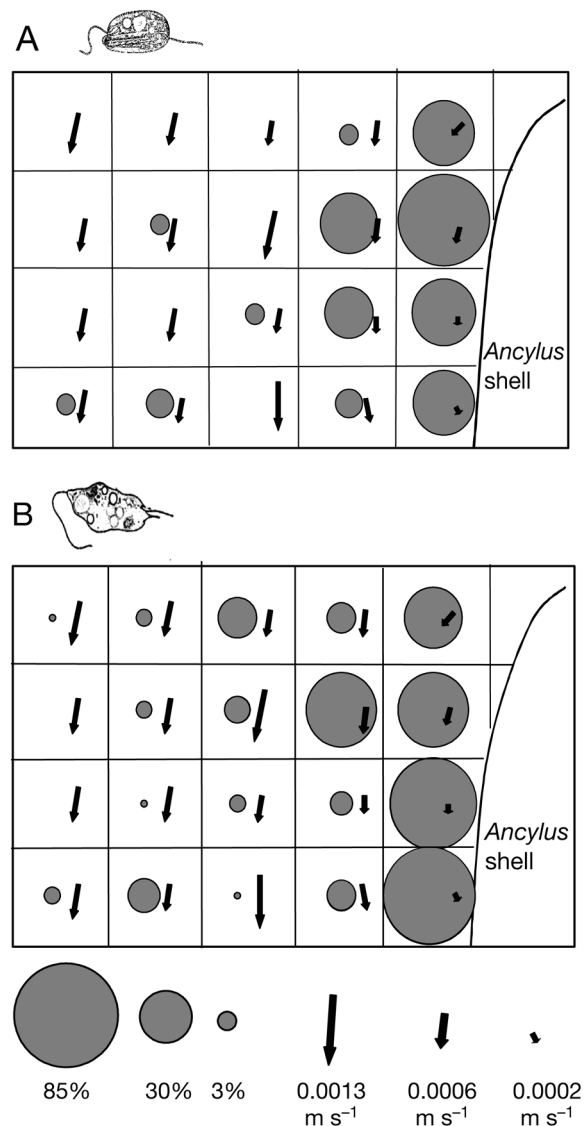 A
Ancylus
shell
B
Ancylus
shell
85% 30% 3% 0.0013 0.0006 0.0002
m s⁻¹ m s⁻¹ m s⁻¹